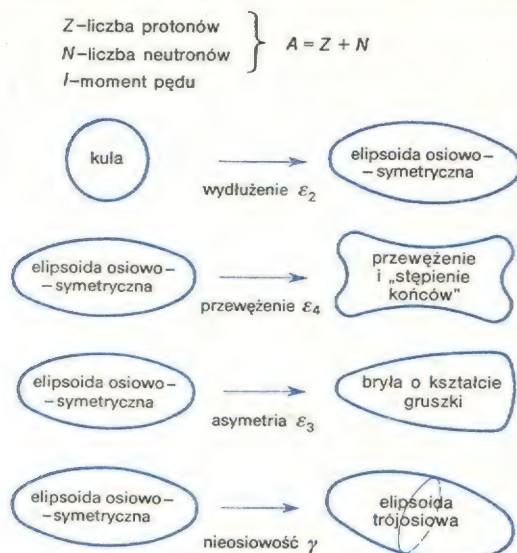 Z-liczba protonów
N-liczba neutronów
I-moment pędu
A = Z + N
kula
wydłużenie ε₂
elipsoida osiowo–
–symetryczna
elipsoida osiowo–
–symetryczna
przewężenie ε₄
przewężenie
i „stępienie
końców”
elipsoida osiowo–
–symetryczna
asymetria ε₃
bryła o kształcie
gruszki
elipsoida osiowo–
–symetryczna
nieosiowość γ
elipsoida
trójosiowa